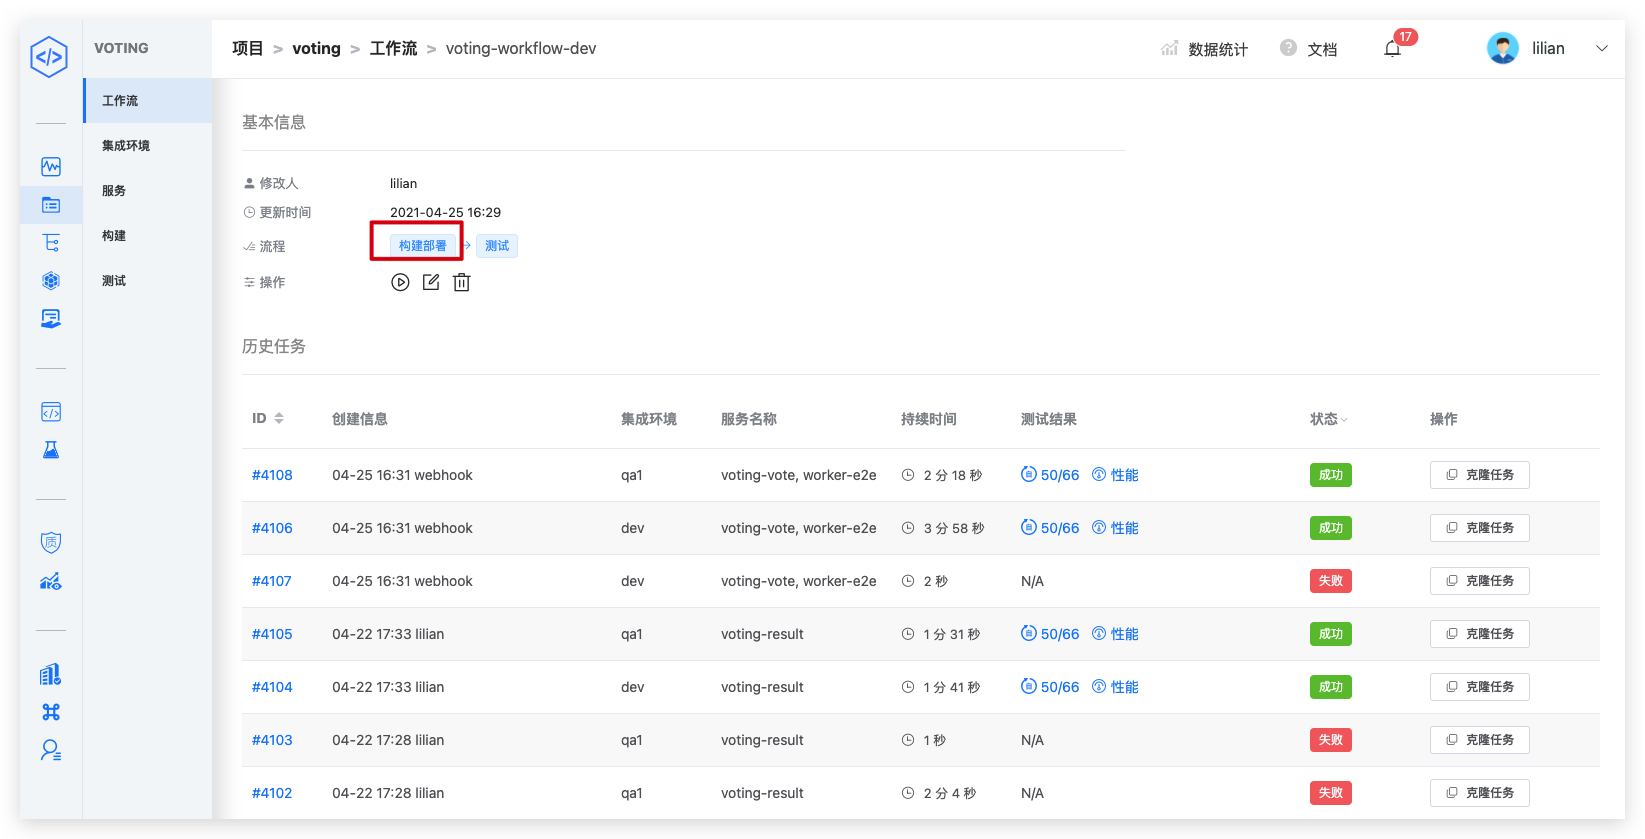 VOTING
项目 > voting > 工作流 > voting-workflow-dev
数据统计
文档
17
lilian
工作流
集成环境
服务
构建
测试
质
基本信息
修改人 lilian
更新时间 2021-04-25 16:29
流程 构建部署 测试
操作
历史任务
ID 创建信息 集成环境 服务名称 持续时间 测试结果 状态 操作
#4108 04-25 16:31 webhook qa1 voting-vote, worker-e2e 2 分 18 秒 50/66 性能 成功 克隆任务
#4106 04-25 16:31 webhook dev voting-vote, worker-e2e 3 分 58 秒 50/66 性能 成功 克隆任务
#4107 04-25 16:31 webhook dev voting-vote, worker-e2e 2 秒 N/A 失败 克隆任务
#4105 04-22 17:33 lilian qa1 voting-result 1 分 31 秒 50/66 性能 成功 克隆任务
#4104 04-22 17:33 lilian dev voting-result 1 分 41 秒 50/66 性能 成功 克隆任务
#4103 04-22 17:28 lilian qa1 voting-result 1 秒 N/A 失败 克隆任务
#4102 04-22 17:28 lilian qa1 voting-result 2 分 4 秒 N/A 失败 克隆任务